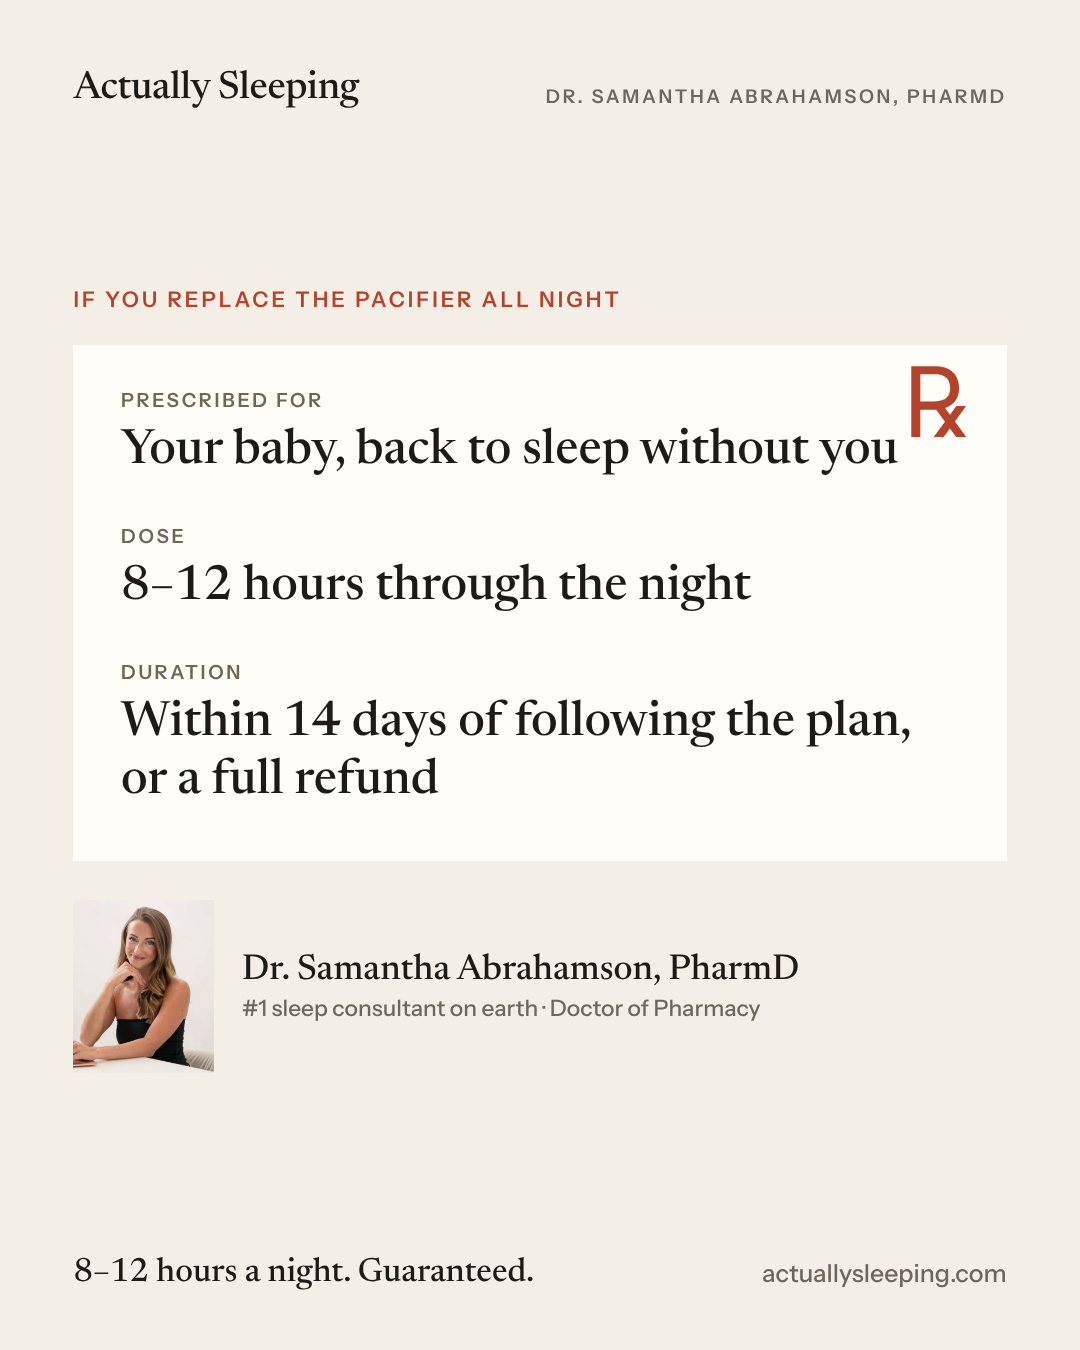 Actually Sleeping
DR. SAMANTHA ABRAHAMSON, PHARMD
IF YOU REPLACE THE PACIFIER ALL NIGHT
℞
PRESCRIBED FOR
Your baby, back to sleep without you
DOSE
8–12 hours through the night
DURATION
Within 14 days of following the plan,
or a full refund
Dr. Samantha Abrahamson, PharmD
#1 sleep consultant on earth · Doctor of Pharmacy
8–12 hours a night. Guaranteed.
actuallysleeping.com